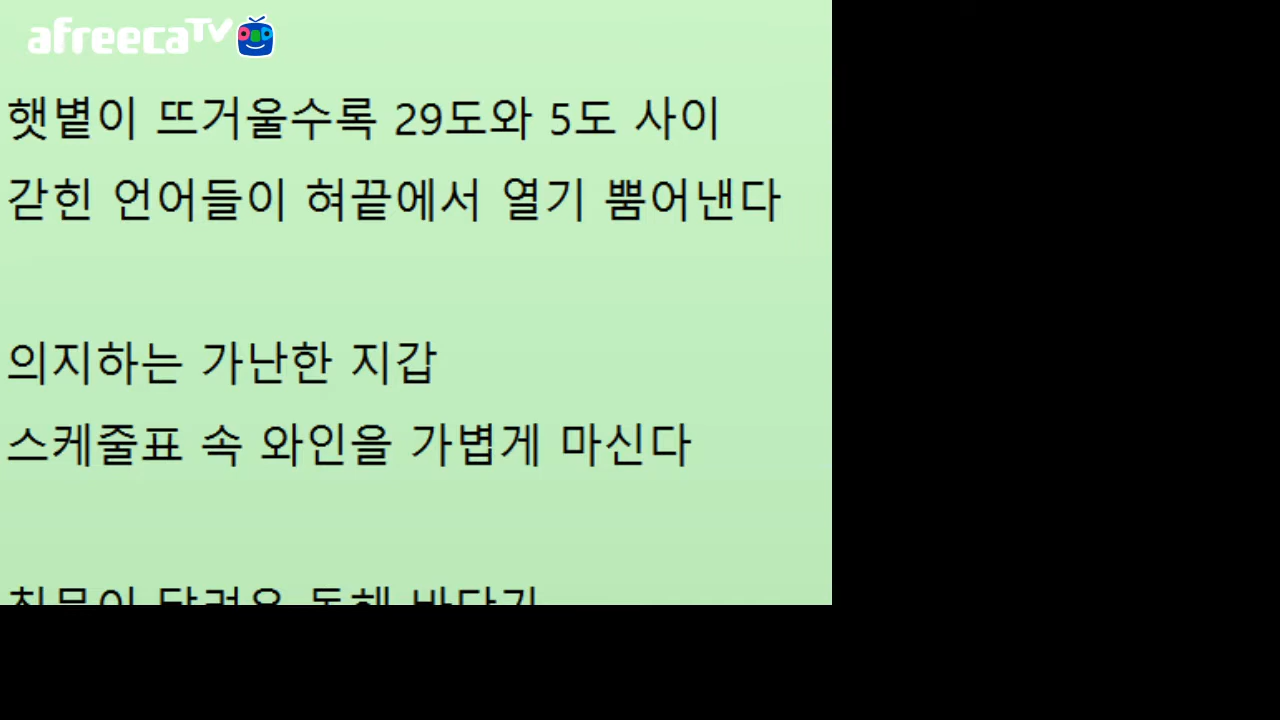 afreecaTV
햇볕이 뜨거울수록 29도와 5도 사이
갇힌 언어들이 혀끝에서 열기 뿜어낸다
의지하는 가난한 지갑
스케줄표 속 와인을 가볍게 마신다
동해